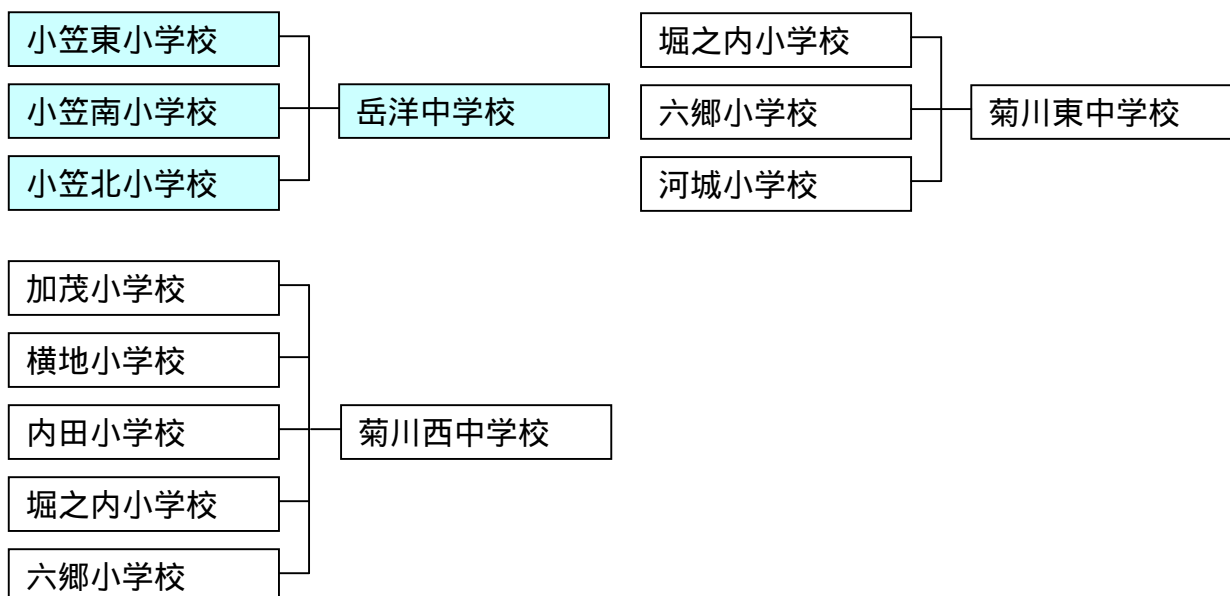 小笠東小学校
小笠南小学校
小笠北小学校
岳洋中学校
堀之内小学校
六郷小学校
河城小学校
菊川東中学校
加茂小学校
横地小学校
内田小学校
堀之内小学校
六郷小学校
菊川西中学校